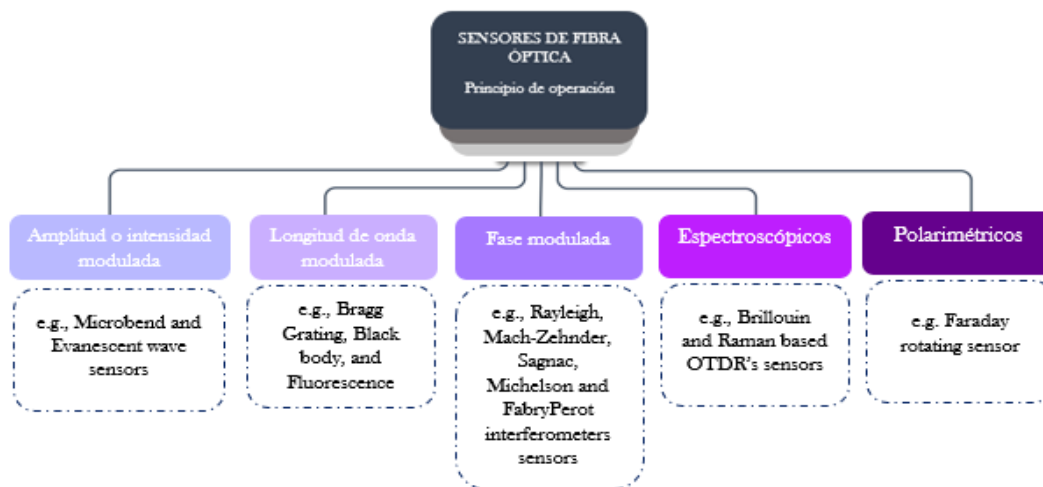 SENSORES DE FIBRA
ÓPTICA
Principio de operación
Amplitud o intensidad
modulada
Longitud de onda
modulada
Fase modulada
Espectroscópicos
Polarimétricos
e.g., Microbend and
Evanescent wave
sensors
e.g., Bragg
Grating, Black
body, and
Fluorescence
e.g., Rayleigh,
Mach-Zehnder,
Sagnac,
Michelson and
FabryPerot
interferometers
sensors
e.g., Brillouin
and Raman based
OTDR's sensors
e.g. Faraday
rotating sensor